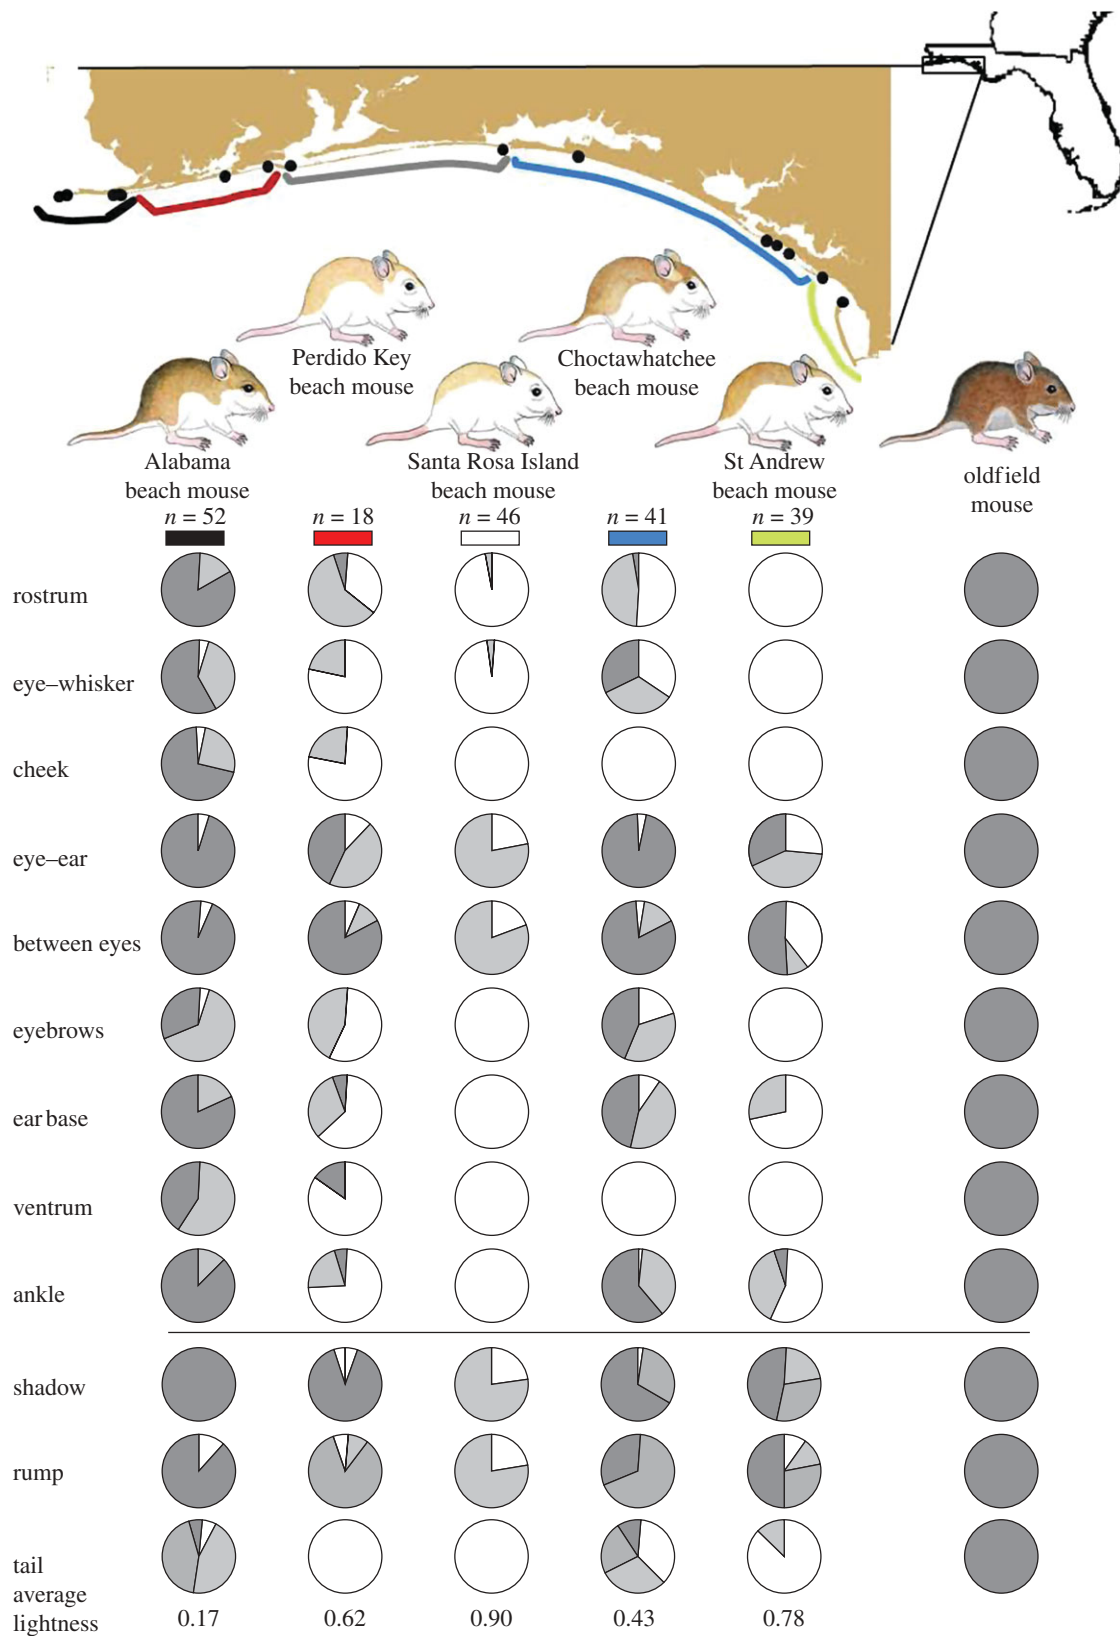 Perdido Key
beach mouse
Choctawhatchee
beach mouse
Alabama
beach mouse
Santa Rosa Island
beach mouse
St Andrew
beach mouse
oldfield
mouse
n = 52 n = 18 n = 46 n = 41 n = 39
rostrum
eye–whisker
cheek
eye–ear
between eyes
eyebrows
ear base
ventrum
ankle
shadow
rump
tail
average
lightness 0.17 0.62 0.90 0.43 0.78